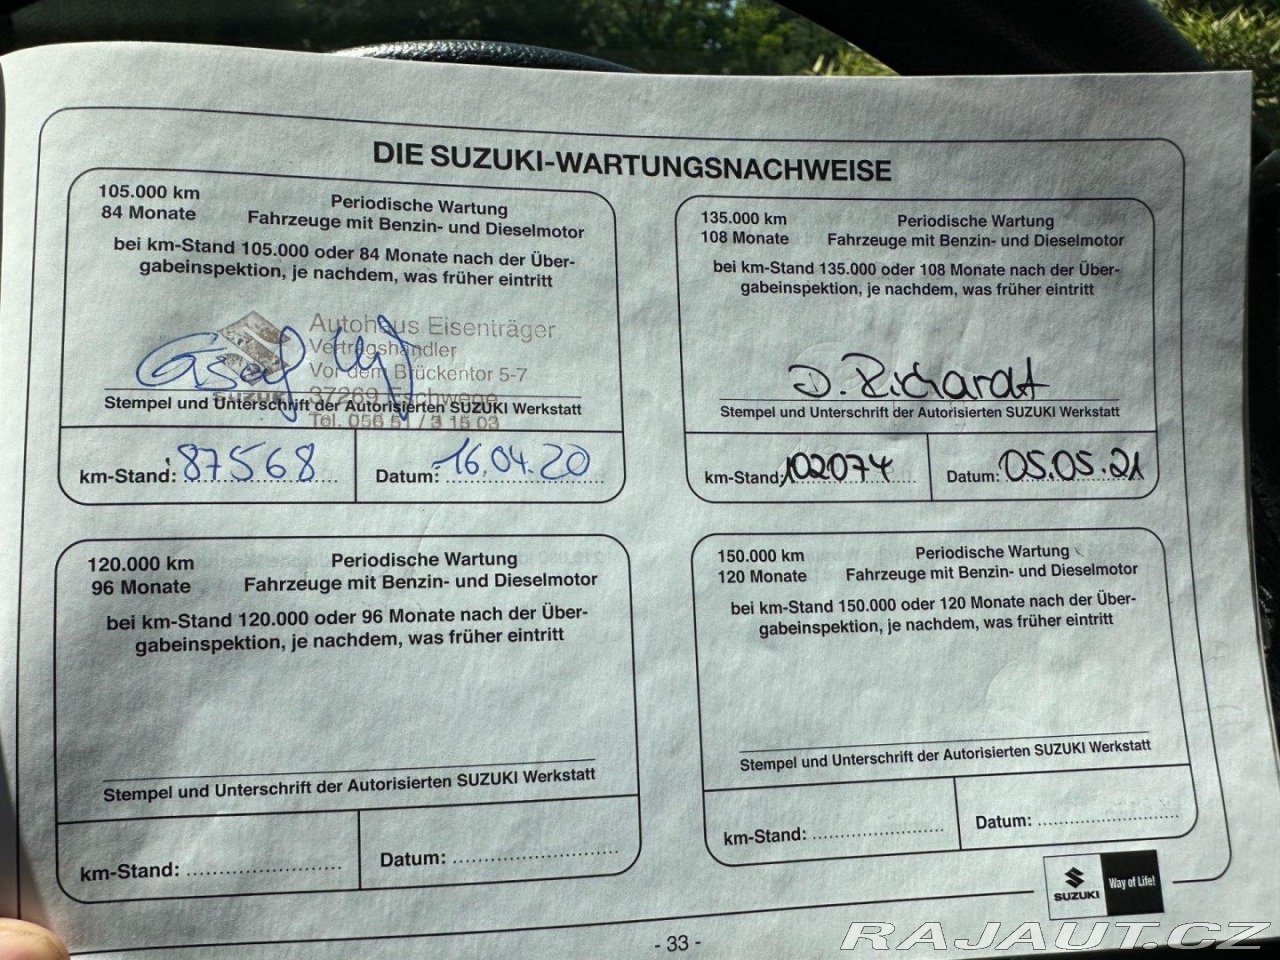 DIE SUZUKI-WARTUNGSNACHWEISE
105.000 km
84 Monate
Periodische Wartung
Fahrzeuge mit Benzin- und Dieselmotor
bei km-Stand 105.000 oder 84 Monate nach der Über-
gabeinspektion, je nachdem, was früher eintritt
Autohaus Eisenträger
Vertragshändler
Vor dem Brückentor 5-7
37269 Eschwege
Tel. 056 51 / 3 15 03
SUZUKI
Stempel und Unterschrift der Autorisierten SUZUKI Werkstatt
km-Stand: 87568
Datum: 16.04.20
135.000 km
108 Monate
Periodische Wartung
Fahrzeuge mit Benzin- und Dieselmotor
bei km-Stand 135.000 oder 108 Monate nach der Über-
gabeinspektion, je nachdem, was früher eintritt
D. Richardt
Stempel und Unterschrift der Autorisierten SUZUKI Werkstatt
km-Stand: 102074
Datum: 05.05.21
120.000 km
96 Monate
Periodische Wartung
Fahrzeuge mit Benzin- und Dieselmotor
bei km-Stand 120.000 oder 96 Monate nach der Über-
gabeinspektion, je nachdem, was früher eintritt
Stempel und Unterschrift der Autorisierten SUZUKI Werkstatt
km-Stand:
Datum:
150.000 km
120 Monate
Periodische Wartung
Fahrzeuge mit Benzin- und Dieselmotor
bei km-Stand 150.000 oder 120 Monate nach der Über-
gabeinspektion, je nachdem, was früher eintritt
Stempel und Unterschrift der Autorisierten SUZUKI Werkstatt
km-Stand:
Datum:
SUZUKI
Way of Life!
- 33 -
RAJAUT.CZ